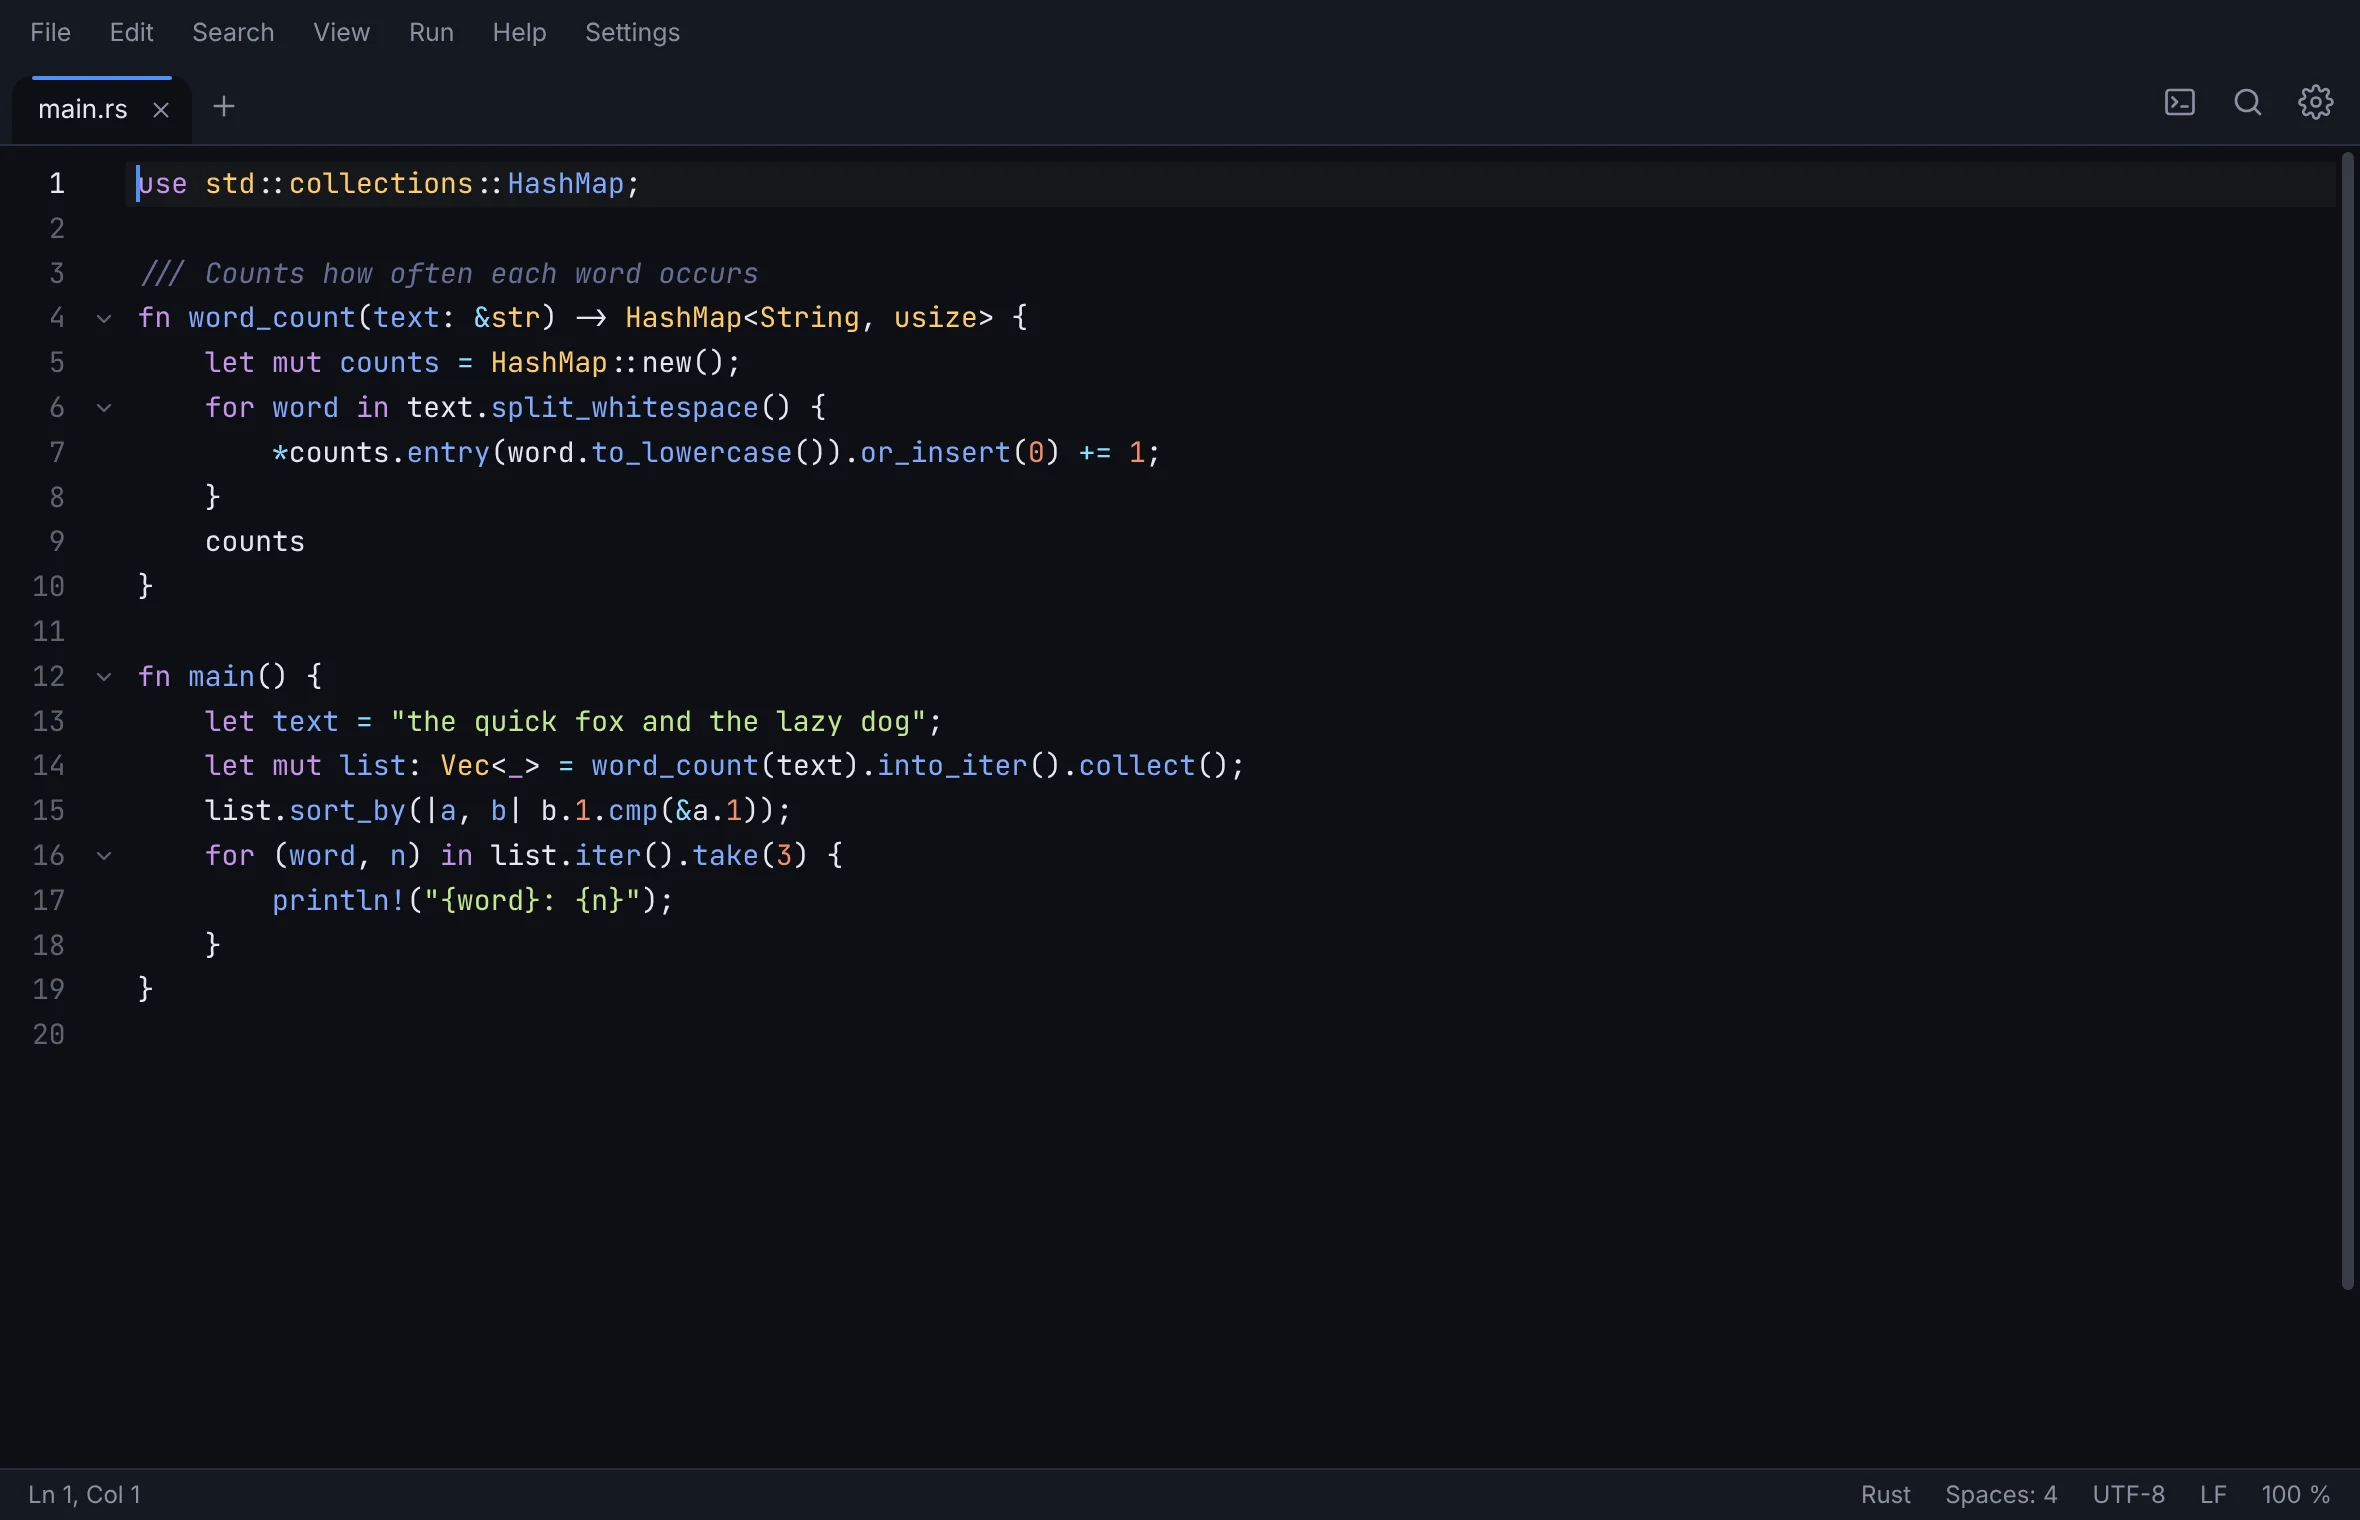 File Edit Search View Run Help Settings
main.rs
1 use std::collections::HashMap;
2
3 /// Counts how often each word occurs
4 fn word_count(text: &str) -> HashMap<String, usize> {
5     let mut counts = HashMap::new();
6     for word in text.split_whitespace() {
7         *counts.entry(word.to_lowercase()).or_insert(0) += 1;
8     }
9     counts
10 }
11
12 fn main() {
13     let text = "the quick fox and the lazy dog";
14     let mut list: Vec<_> = word_count(text).into_iter().collect();
15     list.sort_by(|a, b| b.1.cmp(&a.1));
16     for (word, n) in list.iter().take(3) {
17         println!("{word}: {n}");
18     }
19 }
20
Ln 1, Col 1 Rust Spaces: 4 UTF-8 LF 100 %